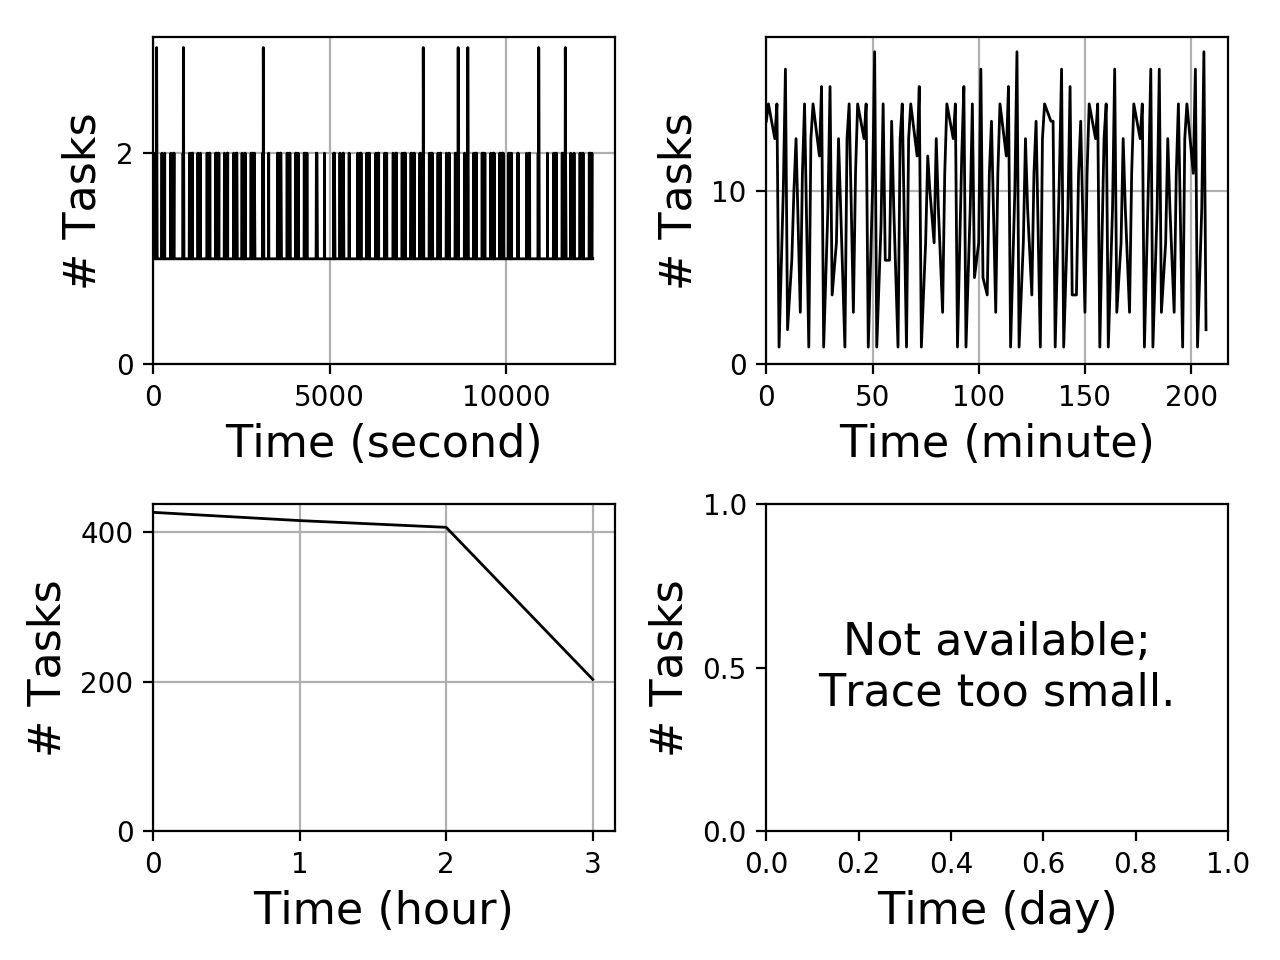 # Tasks
2
0
0 5000 10000
Time (second)
# Tasks
10
0
0 50 100 150 200
Time (minute)
# Tasks
400
200
0
0 1 2 3
Time (hour)
# Tasks
1.0
0.5
0.0
Not available;
Trace too small.
0.0 0.2 0.4 0.6 0.8 1.0
Time (day)